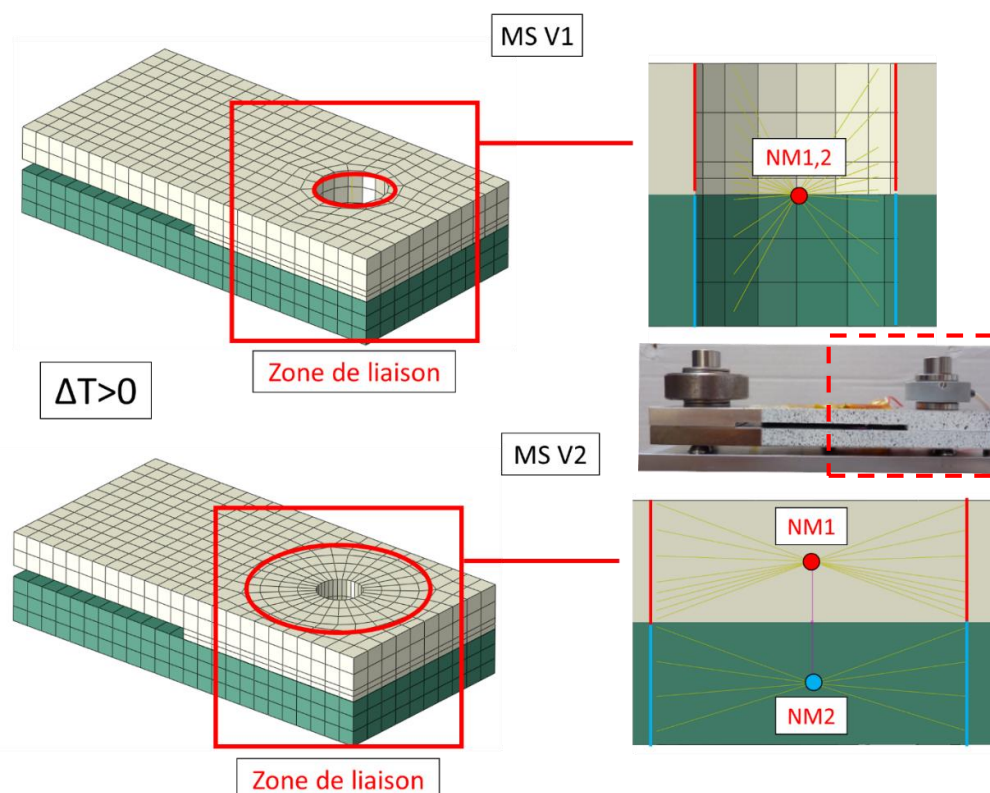 MS V1
NM1,2
Zone de liaison
ΔT>0
MS V2
NM1
NM2
Zone de liaison